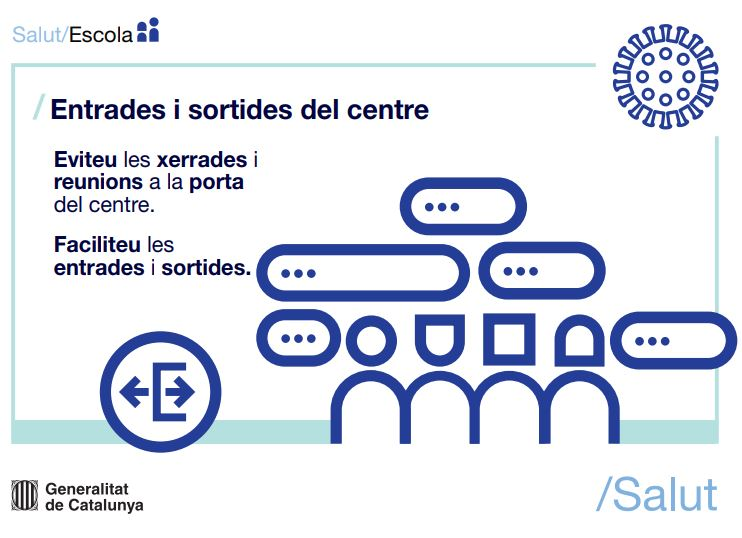 Salut/Escola
/ Entrades i sortides del centre
Eviteu les xerrades i
reunions a la porta
del centre.
Faciliteu les
entrades i sortides.
Generalitat
de Catalunya
/Salut